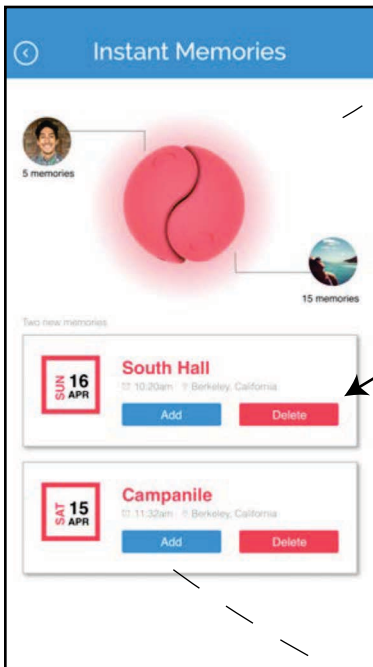 Instant Memories
5 memories
15 memories
Two new memories
SUN 16 APR
South Hall
10:20am Berkeley, California
Add Delete
SAT 15 APR
Campanile
11:32am Berkeley, California
Add Delete